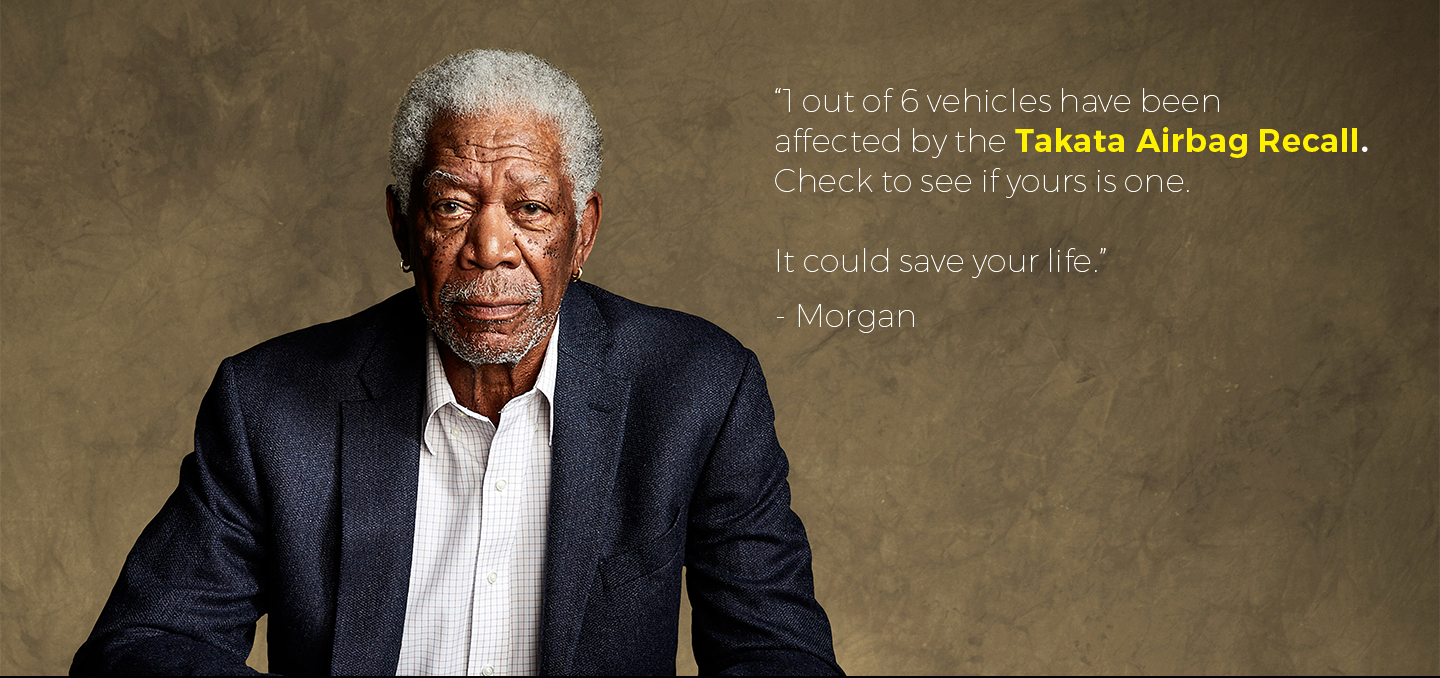 “1 out of 6 vehicles have been
affected by the Takata Airbag Recall.
Check to see if yours is one.
It could save your life.”
- Morgan